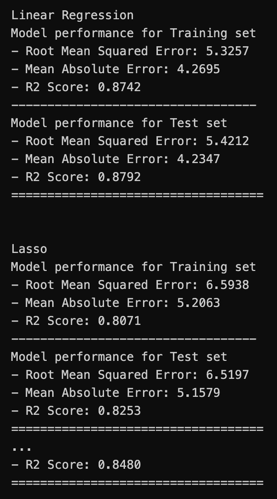 Linear Regression
Model performance for Training set
- Root Mean Squared Error: 5.3257
- Mean Absolute Error: 4.2695
- R2 Score: 0.8742
----------------------------------
Model performance for Test set
- Root Mean Squared Error: 5.4212
- Mean Absolute Error: 4.2347
- R2 Score: 0.8792
===================================
Lasso
Model performance for Training set
- Root Mean Squared Error: 6.5938
- Mean Absolute Error: 5.2063
- R2 Score: 0.8071
----------------------------------
Model performance for Test set
- Root Mean Squared Error: 6.5197
- Mean Absolute Error: 5.1579
- R2 Score: 0.8253
===================================
...
- R2 Score: 0.8480
===================================